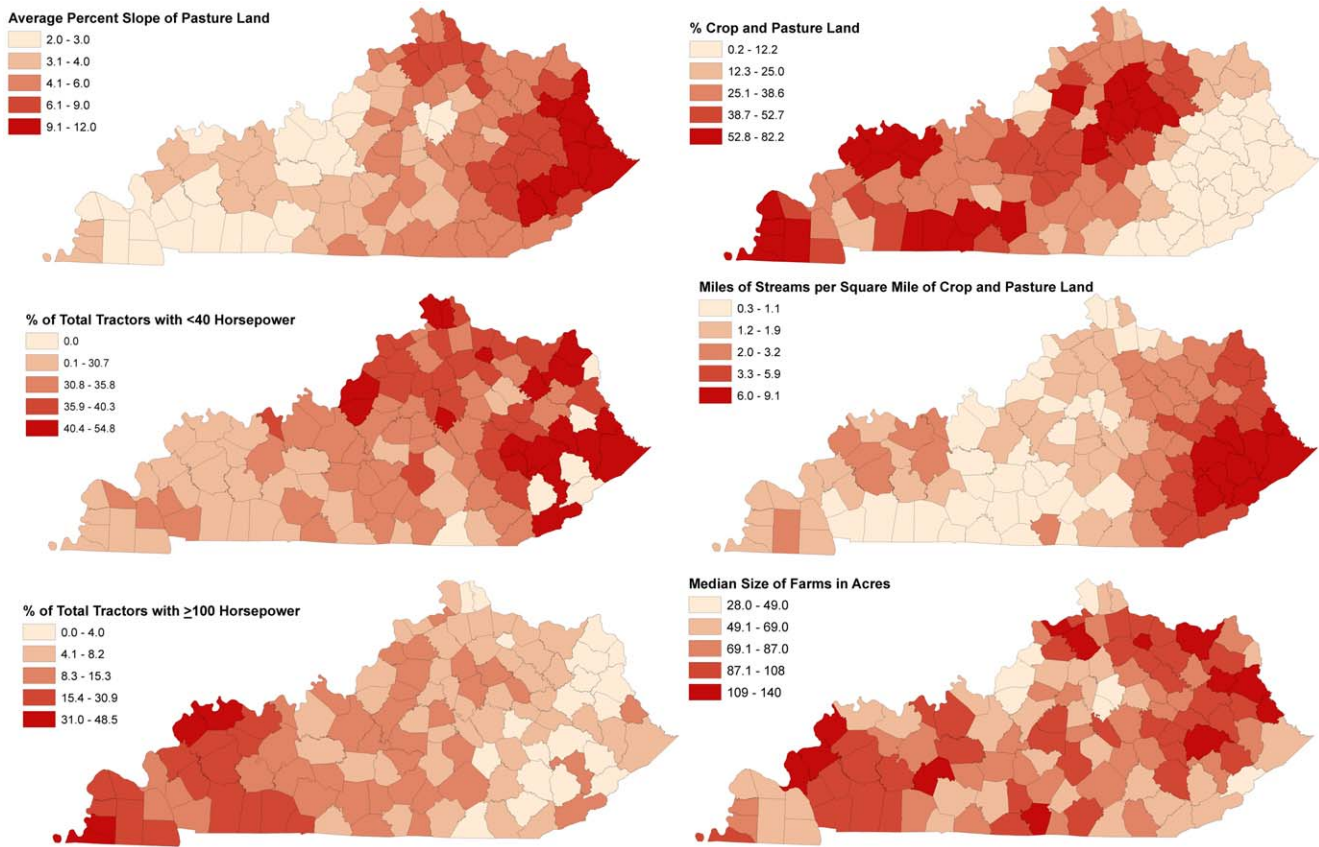 Average Percent Slope of Pasture Land
2.0 - 3.0
3.1 - 4.0
4.1 - 6.0
6.1 - 9.0
9.1 - 12.0
% Crop and Pasture Land
0.2 - 12.2
12.3 - 25.0
25.1 - 38.6
38.7 - 52.7
52.8 - 82.2
% of Total Tractors with <40 Horsepower
0.0
0.1 - 30.7
30.8 - 35.8
35.9 - 40.3
40.4 - 54.8
Miles of Streams per Square Mile of Crop and Pasture Land
0.3 - 1.1
1.2 - 1.9
2.0 - 3.2
3.3 - 5.9
6.0 - 9.1
% of Total Tractors with ≥100 Horsepower
0.0 - 4.0
4.1 - 8.2
8.3 - 15.3
15.4 - 30.9
31.0 - 48.5
Median Size of Farms in Acres
28.0 - 49.0
49.1 - 69.0
69.1 - 87.0
87.1 - 108
109 - 140